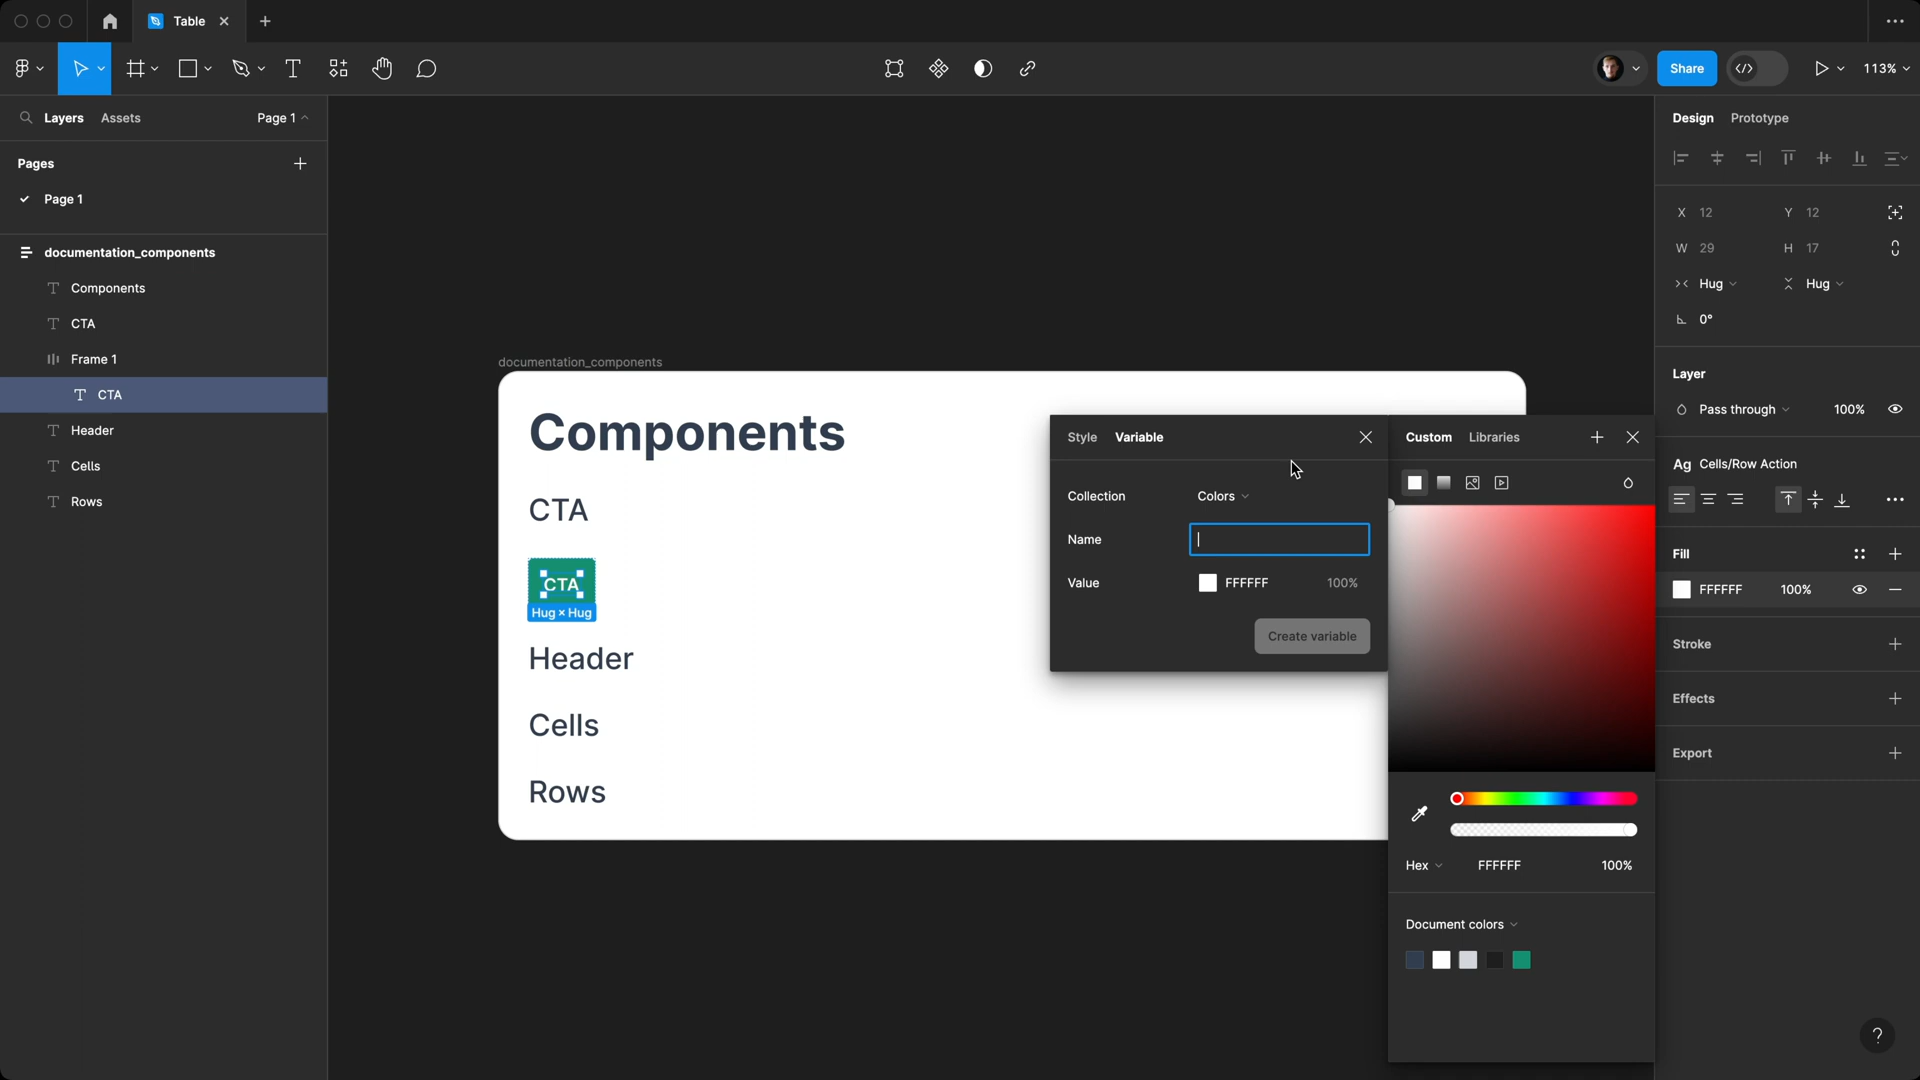 Table
Share
113%
Layers
Assets
Page 1
Pages
Page 1
documentation_components
Components
CTA
Frame 1
CTA
Header
Cells
Rows
documentation_components
Components
CTA
CTA
Hug × Hug
Header
Cells
Rows
Style
Variable
Collection
Colors
Name
Value
FFFFFF
100%
Create variable
Custom
Libraries
Hex
FFFFFF
100%
Document colors
Design
Prototype
X 12
Y 12
W 29
H 17
Hug
Hug
0°
Layer
Pass through
100%
Ag Cells/Row Action
Fill
FFFFFF
100%
Stroke
Effects
Export
?